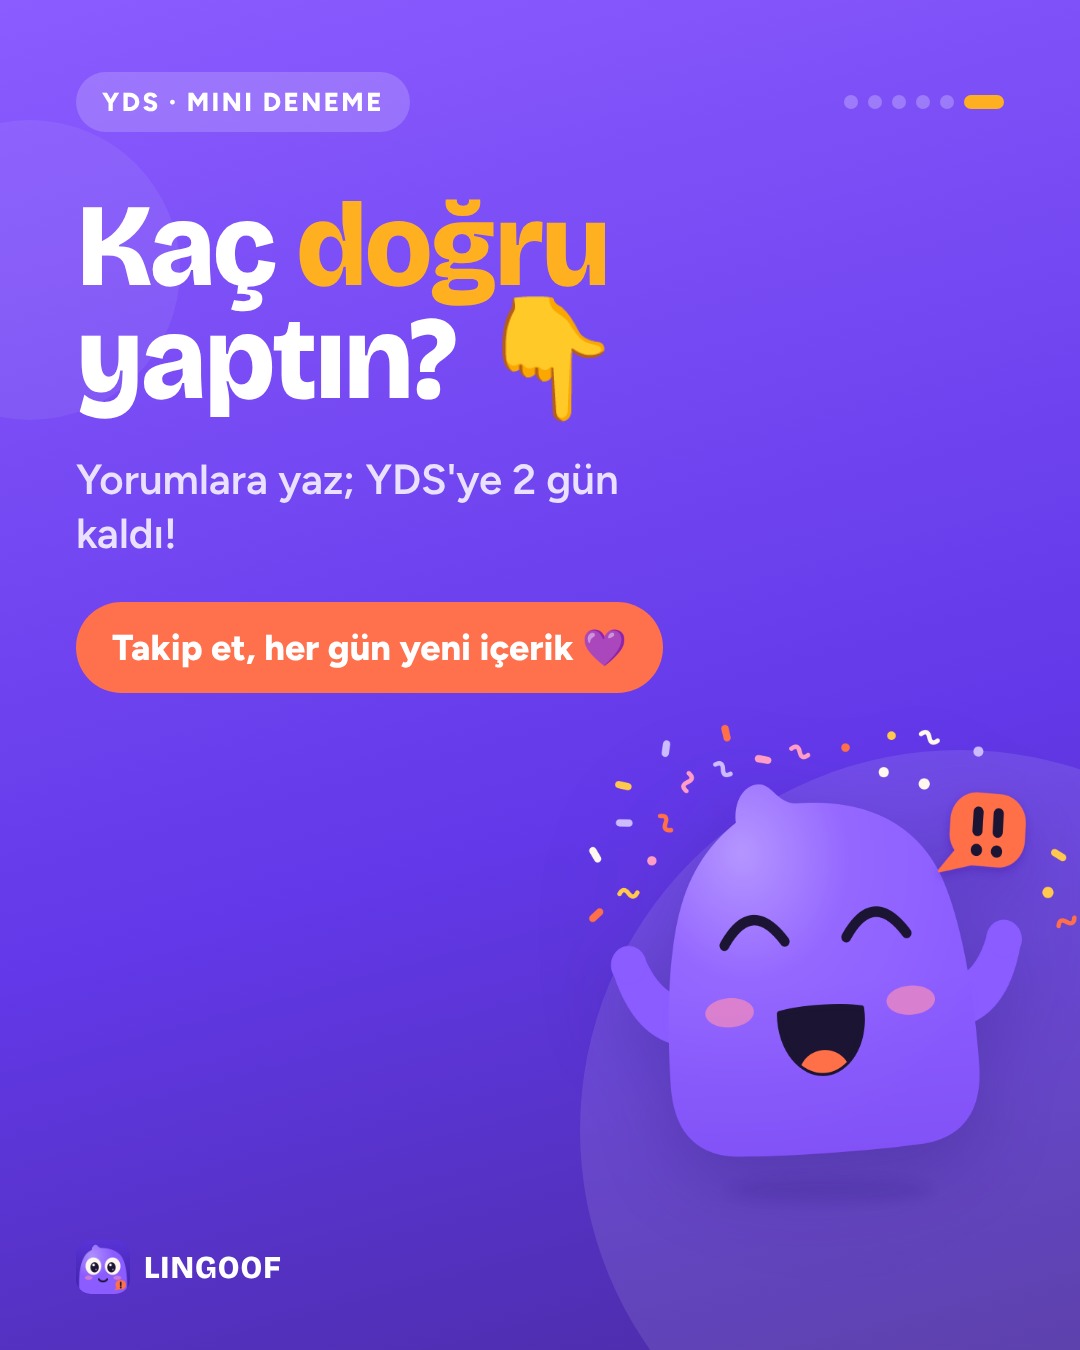 YDS · MINI DENEME
Kaç doğru
yaptın? 👇
Yorumlara yaz; YDS'ye 2 gün
kaldı!
Takip et, her gün yeni içerik 💜
!!
LINGOOF